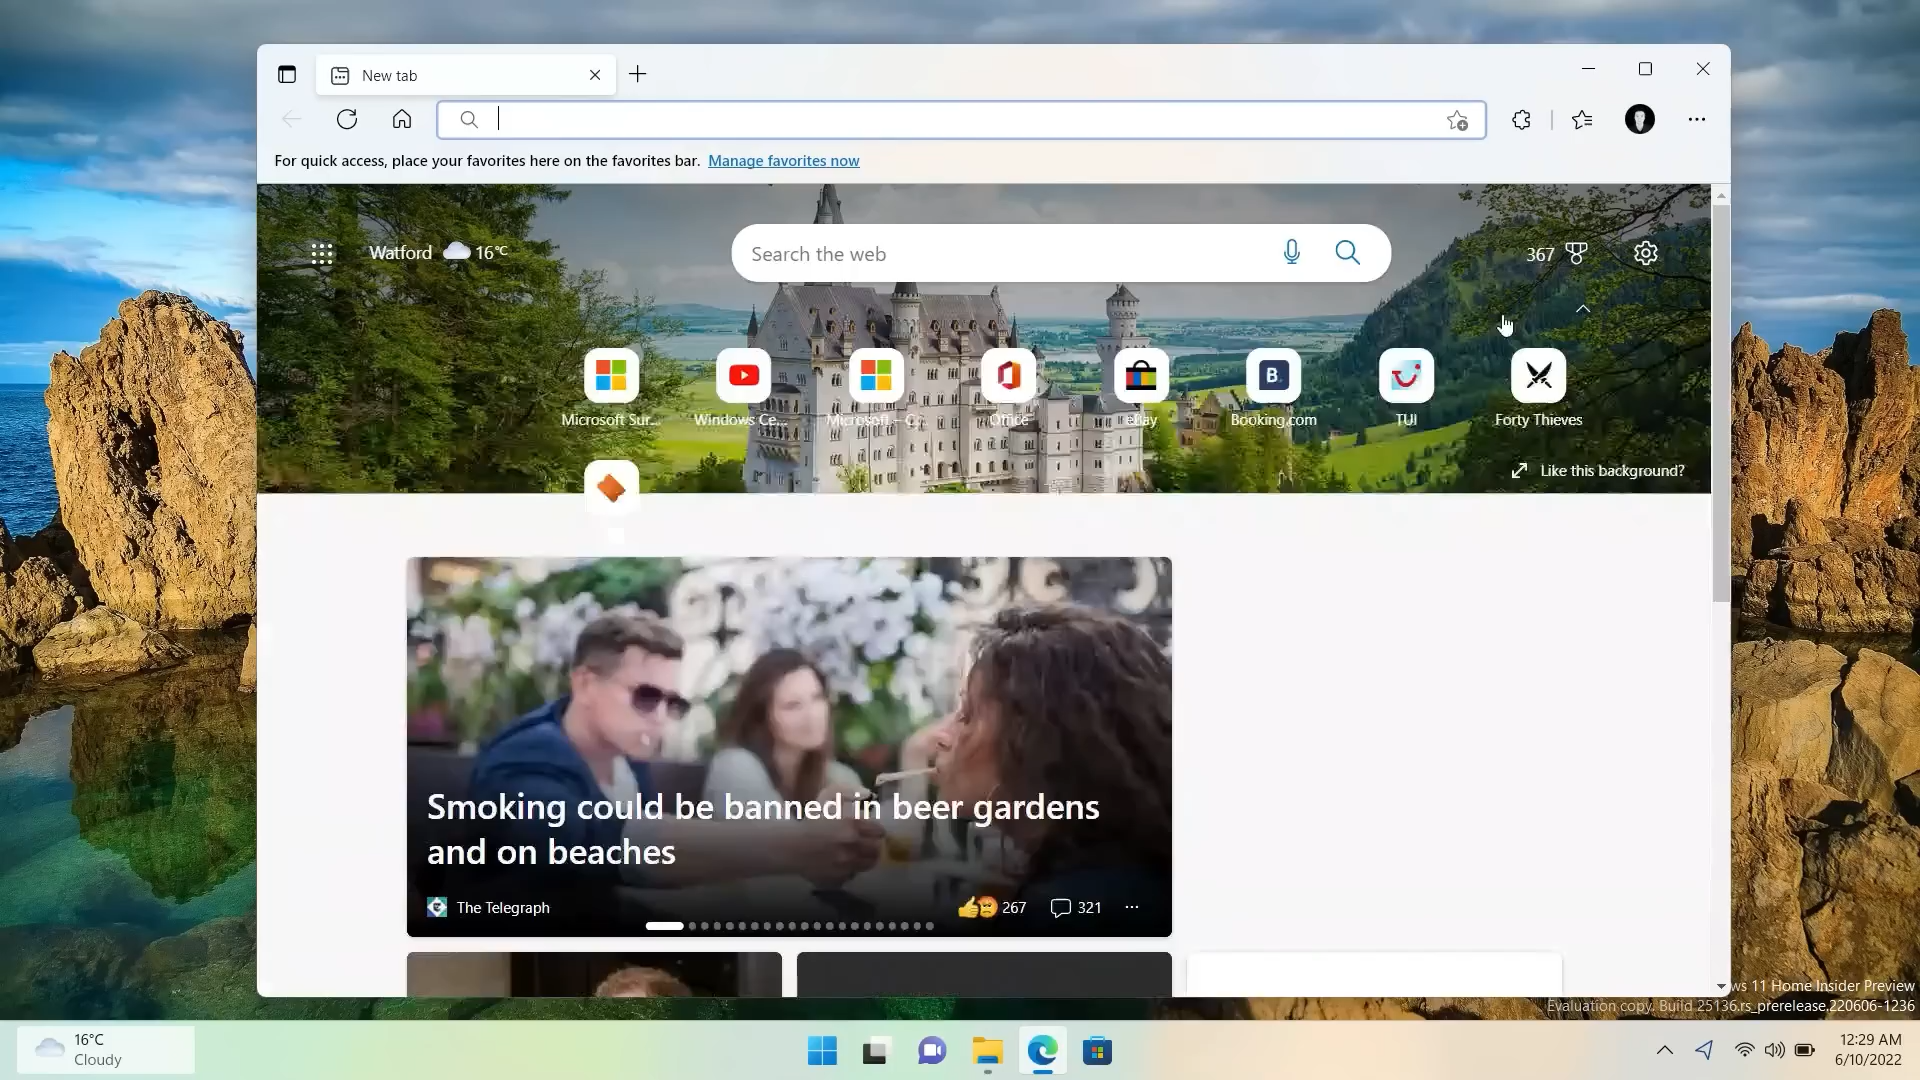 New tab
For quick access, place your favorites here on the favorites bar. Manage favorites now
Watford 16°C
Search the web
367
Microsoft Sur...
Windows Ce...
Microsoft – C...
Office
eBay
B.
Booking.com
TUI
Forty Thieves
Like this background?
Smoking could be banned in beer gardens
and on beaches
The Telegraph
267
321
ws 11 Home Insider Preview
Evaluation copy. Build 25136.rs_prerelease.220606-1236
16°C
Cloudy
12:29 AM
6/10/2022